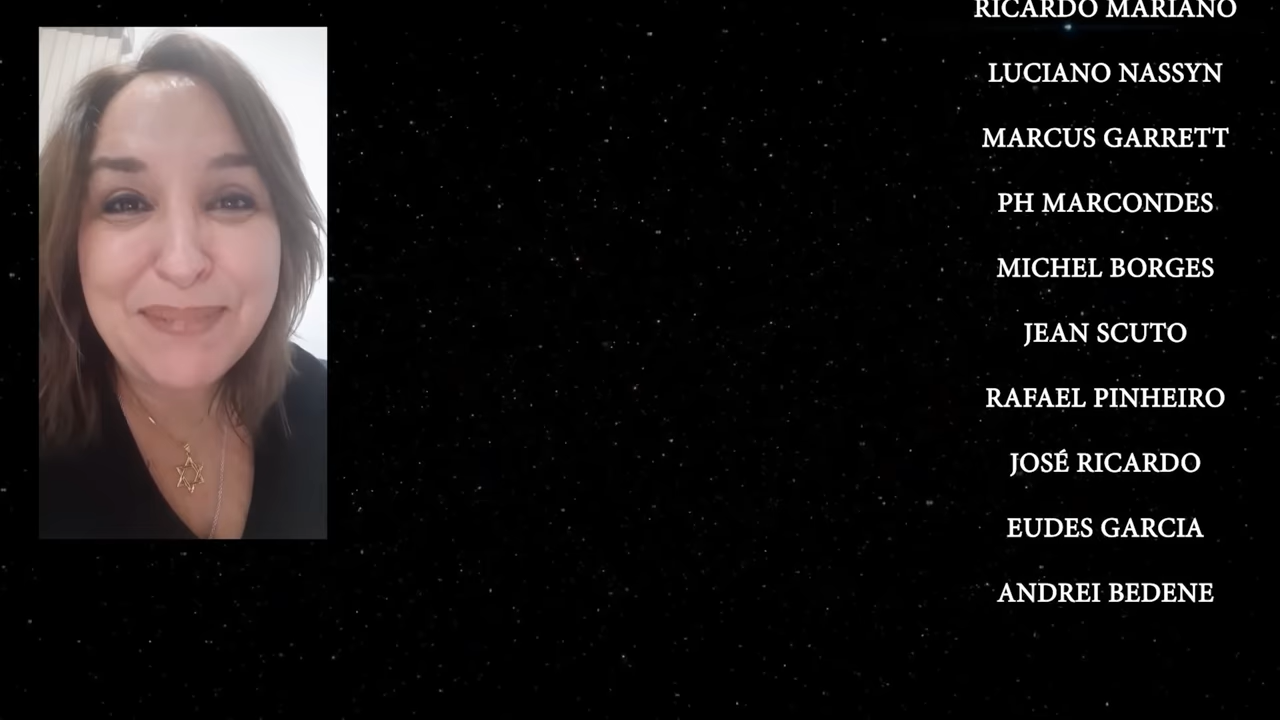 RICARDO MARIANO
LUCIANO NASSYN
MARCUS GARRETT
PH MARCONDES
MICHEL BORGES
JEAN SCUTO
RAFAEL PINHEIRO
JOSÉ RICARDO
EUDES GARCIA
ANDREI BEDENE